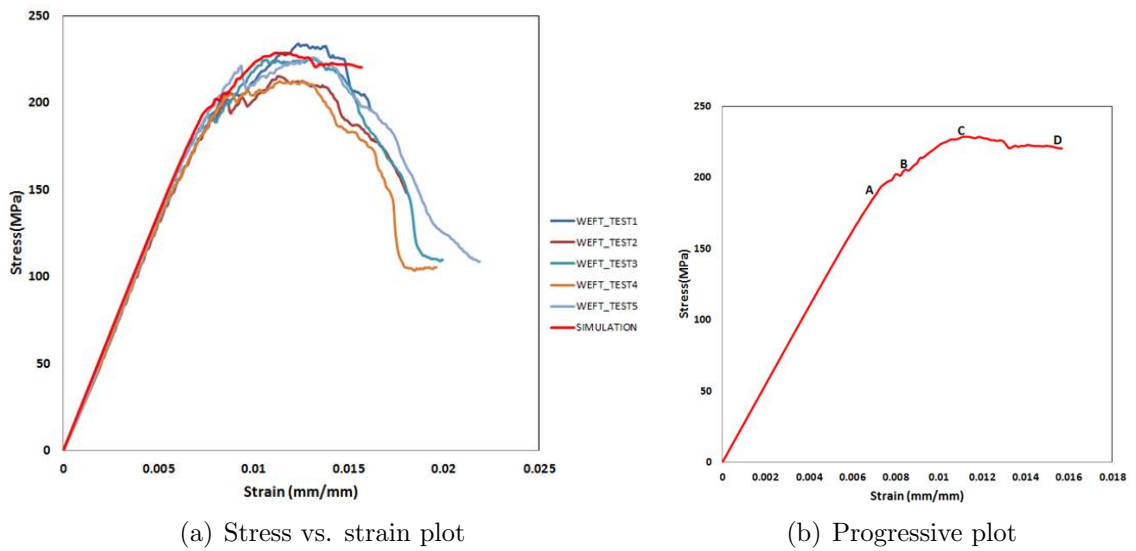 250
200
150
100
50
0
Stress(MPa)
0 0.005 0.01 0.015 0.02 0.025
Strain (mm/mm)
WEFT_TEST1
WEFT_TEST2
WEFT_TEST3
WEFT_TEST4
WEFT_TEST5
SIMULATION
(a) Stress vs. strain plot
250
200
150
100
50
0
Stress(MPa)
A
B
C
D
0 0.002 0.004 0.006 0.008 0.01 0.012 0.014 0.016 0.018
Strain (mm/mm)
(b) Progressive plot